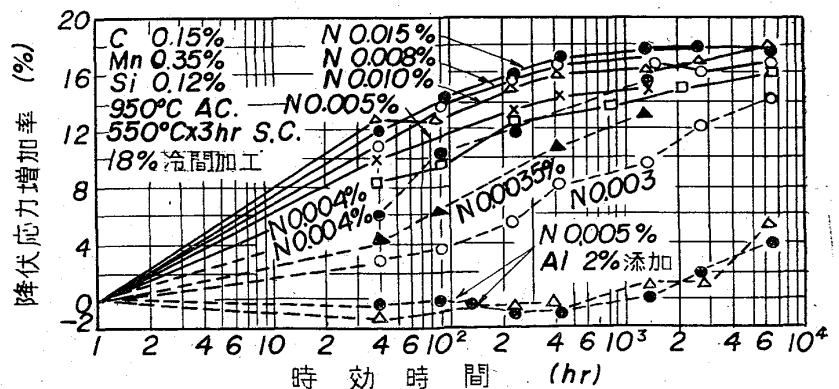 降伏応力増加率 (%)
20
16
12
8
4
0
-2
C 0.15%
Mn 0.35%
Si 0.12%
950°C AC.
550°C×3hr S.C.
18%冷間加工
N 0.015%
N 0.008%
N 0.010%
N 0.005%
N 0.004%
N 0.004%
N 0.0035%
N 0.003
N 0.005%
Al 2%添加
1 2 4 6 10 2 4 6 10² 2 4 6 10³ 2 4 6 10⁴
時効時間 (hr)